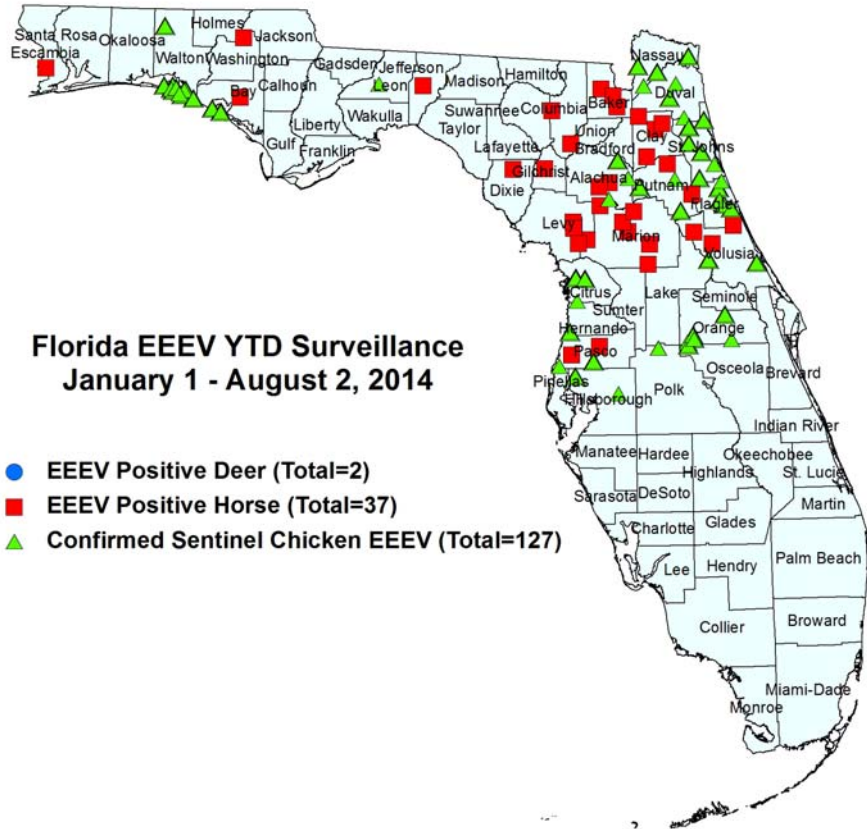 Holmes
Santa Rosa
Okaloosa
Jackson
Escambia
Walton
Washington
Gadsden
Jefferson
Madison
Hamilton
Nassau
Bay
Calhoun
Leon
Columbia
Baker
Duval
Liberty
Wakulla
Suwannee
Taylor
Union
Clay
Gulf
Franklin
Lafayette
Bradford
St. Johns
Dixie
Gilchrist
Alachua
Putnam
Flagler
Levy
Marion
Volusia
Citrus
Lake
Seminole
Sumter
Hernando
Orange
Florida EEEV YTD Surveillance
January 1 - August 2, 2014
Pasco
Osceola
Brevard
Pinellas
Hillsborough
Polk
Indian River
EEEV Positive Deer (Total=2)
EEEV Positive Horse (Total=37)
Confirmed Sentinel Chicken EEEV (Total=127)
Manatee
Hardee
Okeechobee
Highlands
St. Lucie
Sarasota
DeSoto
Martin
Charlotte
Glades
Lee
Hendry
Palm Beach
Collier
Broward
Monroe
Miami-Dade